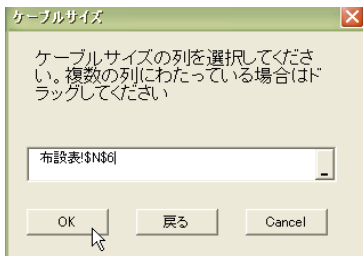 ケーブルサイズ
ケーブルサイズの列を選択してくださ
い。複数の列にわたっている場合はド
ラッグしてください
布設表!$N$6
OK 戻る Cancel